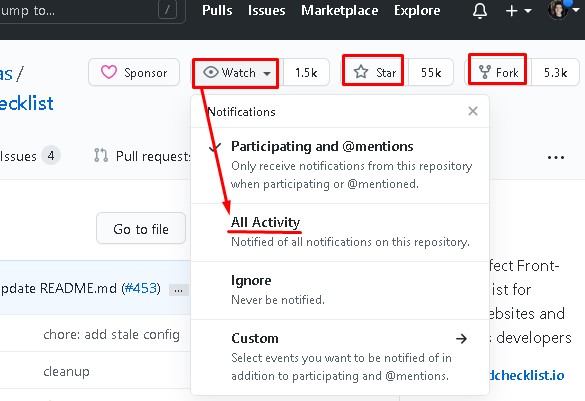 ump to...
/
Pulls Issues Marketplace Explore
as /
Sponsor
Watch 1.5k
Star 55k
Fork 5.3k
ecklist
Notifications
Issues 4
Pull requests
Participating and @mentions
Only receive notifications from this repository
when participating or @mentioned.
Go to file
All Activity
Notified of all notifications on this repository.
pdate README.md (#453) ...
Ignore
Never be notified.
fect Front-
ist for
ebsites and
s developers
chore: add stale config
Custom
Select events you want to be notified of in
addition to participating and @mentions.
cleanup
dchecklist.io